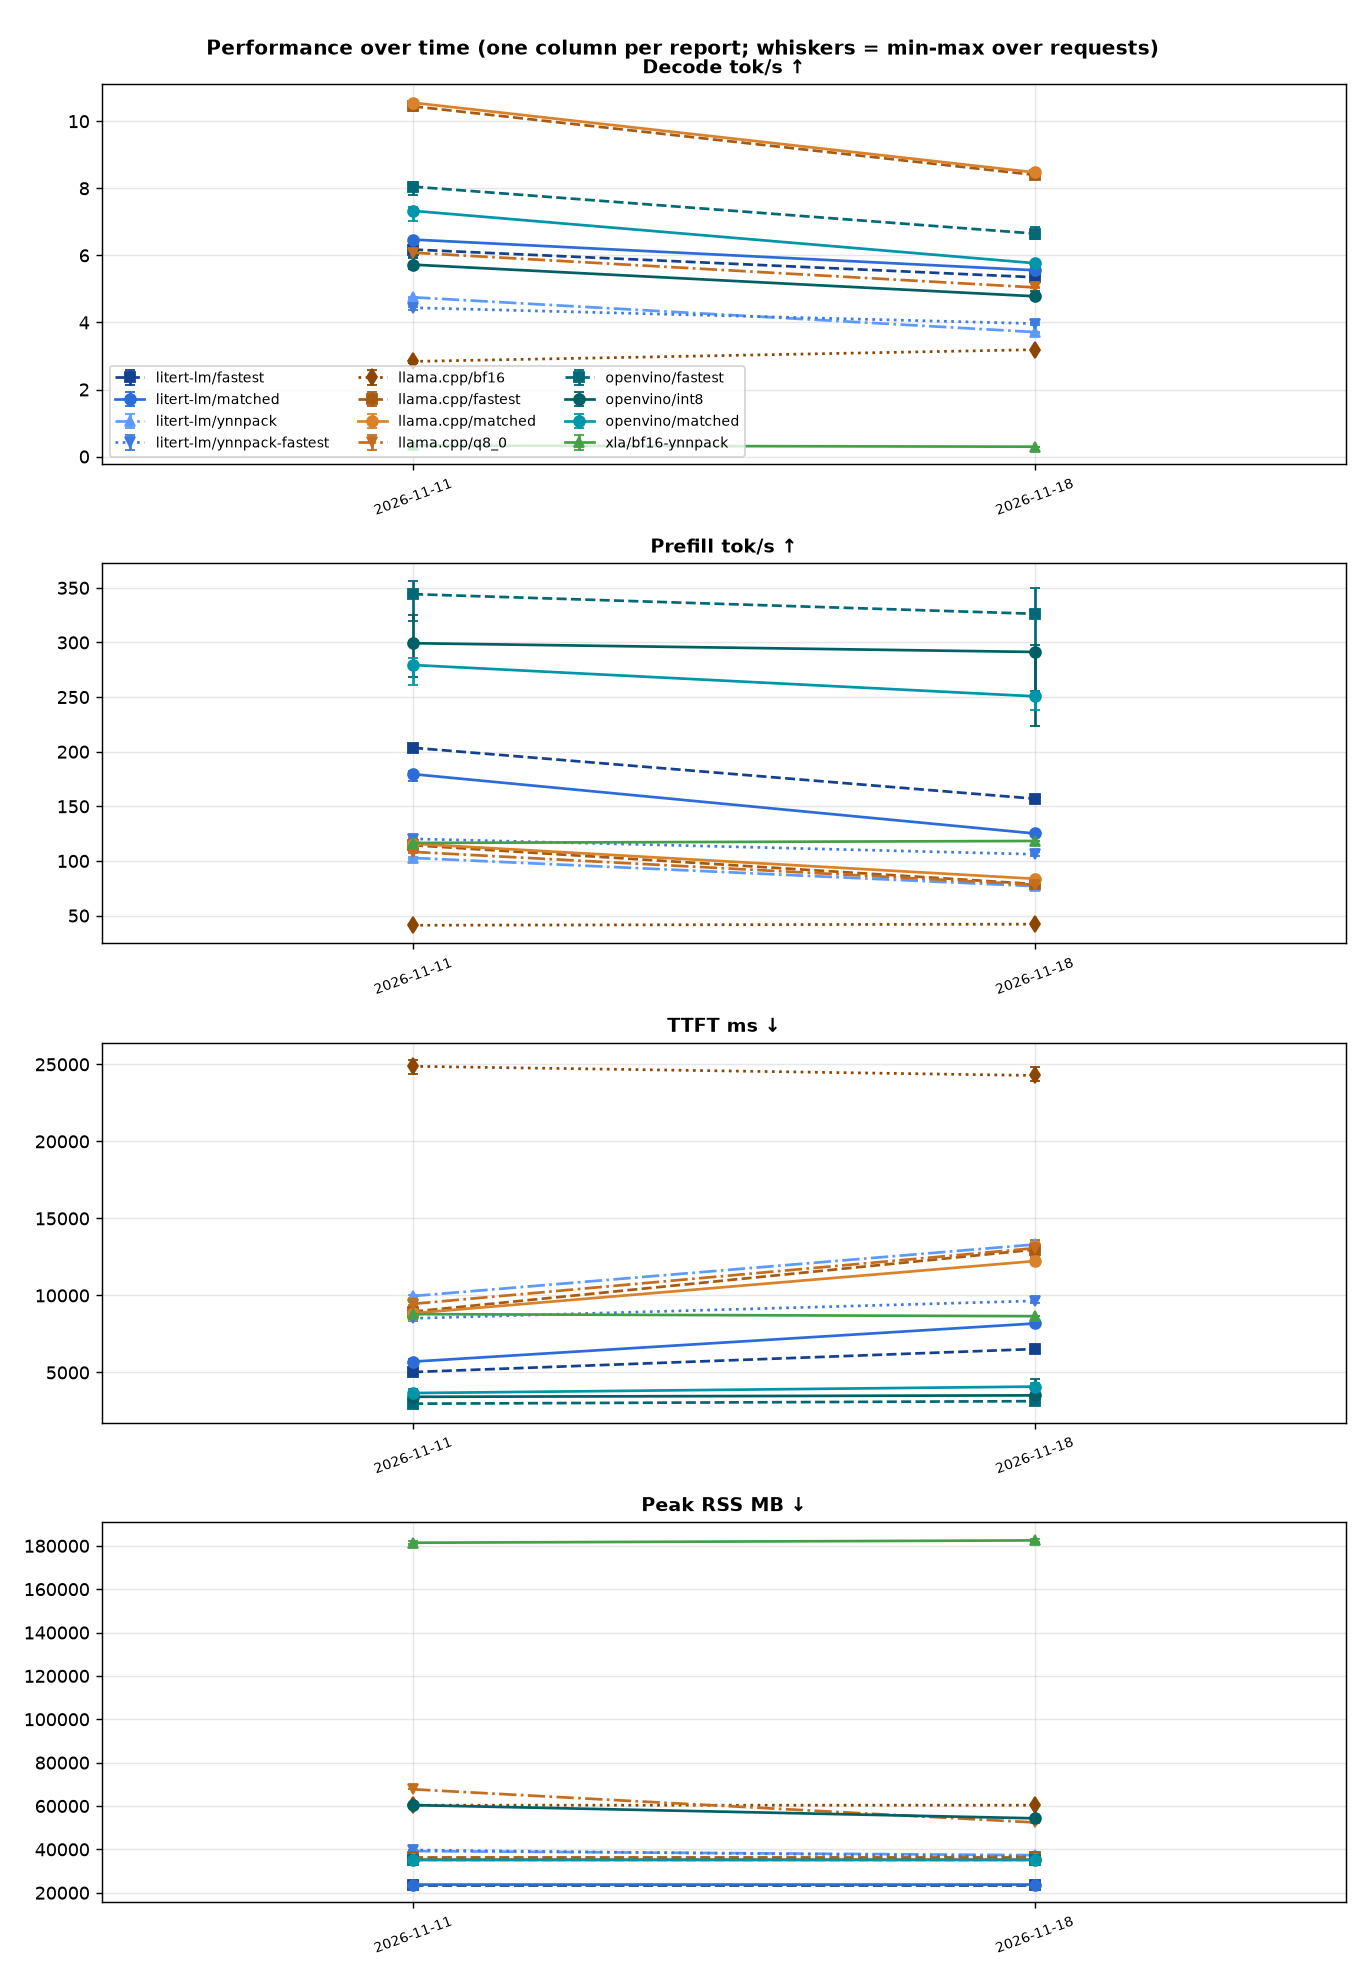 Performance over time (one column per report; whiskers = min-max over requests)
Decode tok/s ↑
10
8
6
4
2
0
litert-lm/fastest
litert-lm/matched
litert-lm/ynnpack
litert-lm/ynnpack-fastest
llama.cpp/bf16
llama.cpp/fastest
llama.cpp/matched
llama.cpp/q8_0
openvino/fastest
openvino/int8
openvino/matched
xla/bf16-ynnpack
2026-11-11
2026-11-18
Prefill tok/s ↑
350
300
250
200
150
100
50
2026-11-11
2026-11-18
TTFT ms ↓
25000
20000
15000
10000
5000
2026-11-11
2026-11-18
Peak RSS MB ↓
180000
160000
140000
120000
100000
80000
60000
40000
20000
2026-11-11
2026-11-18